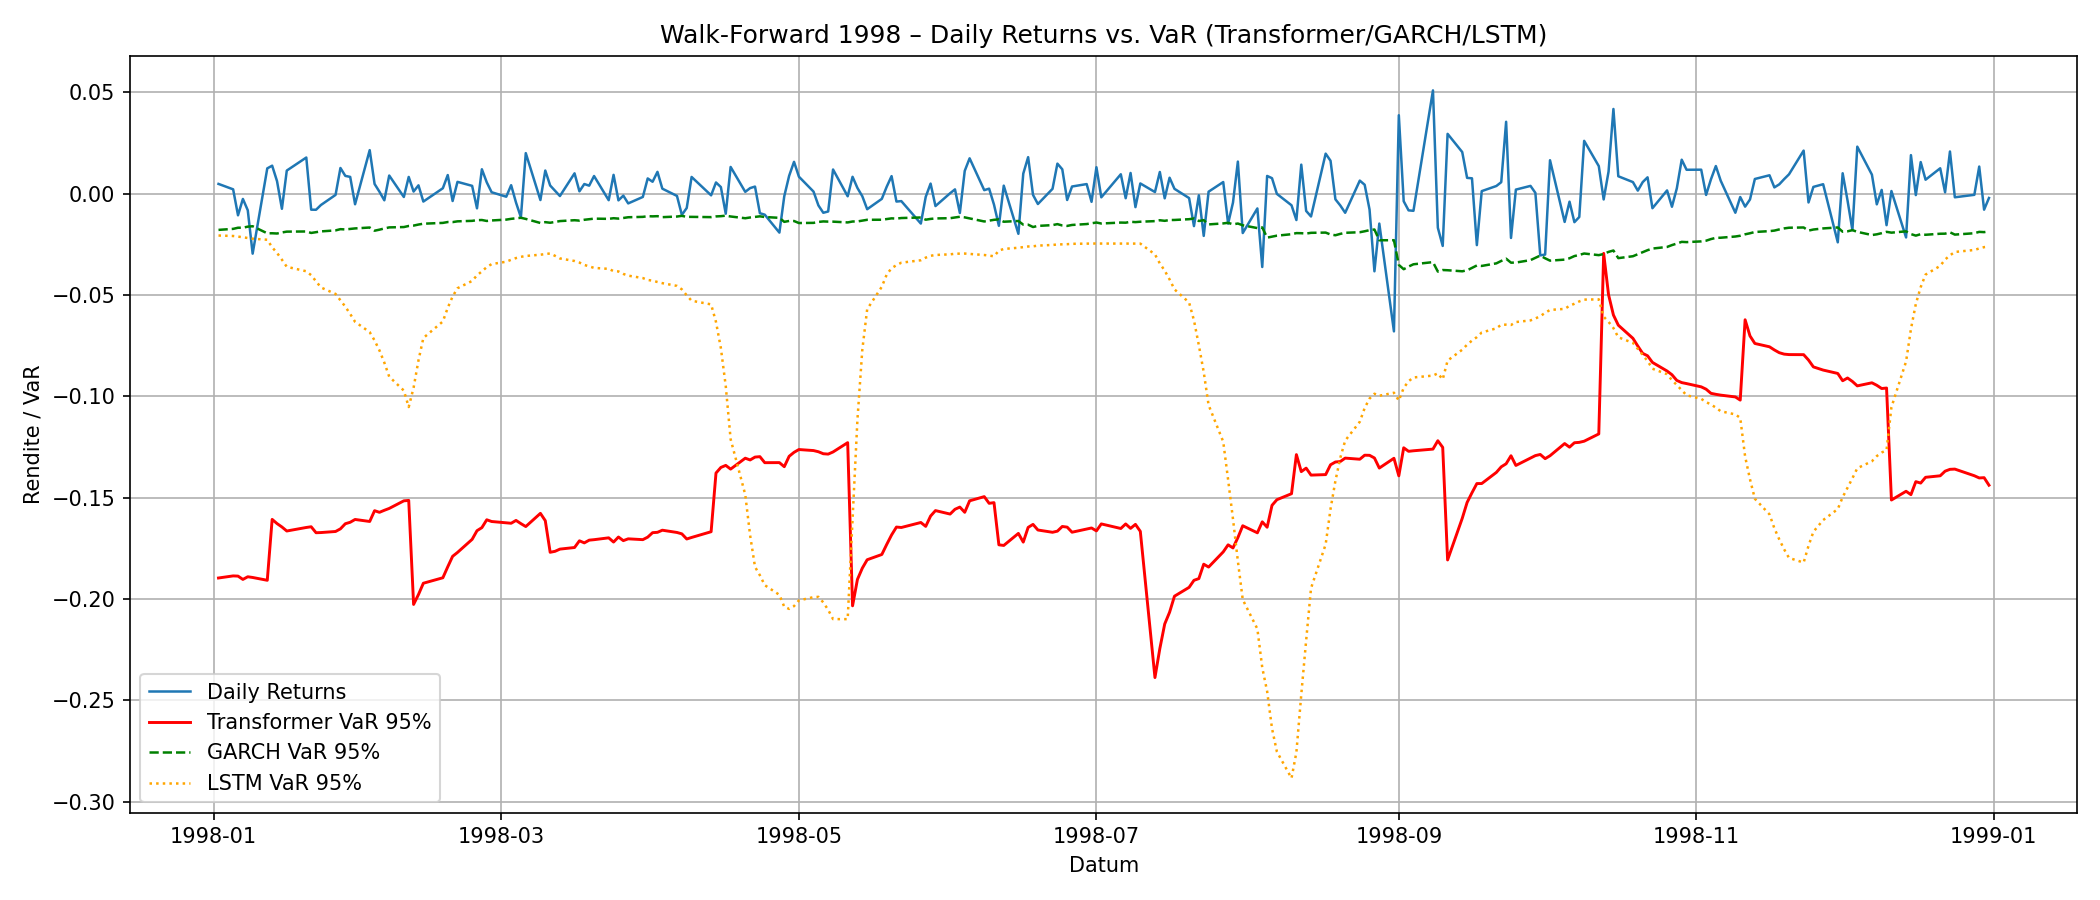 Walk-Forward 1998 – Daily Returns vs. VaR (Transformer/GARCH/LSTM)
Rendite / VaR
0.05
0.00
−0.05
−0.10
−0.15
−0.20
−0.25
−0.30
Daily Returns
Transformer VaR 95%
GARCH VaR 95%
LSTM VaR 95%
1998-01 1998-03 1998-05 1998-07 1998-09 1998-11 1999-01
Datum